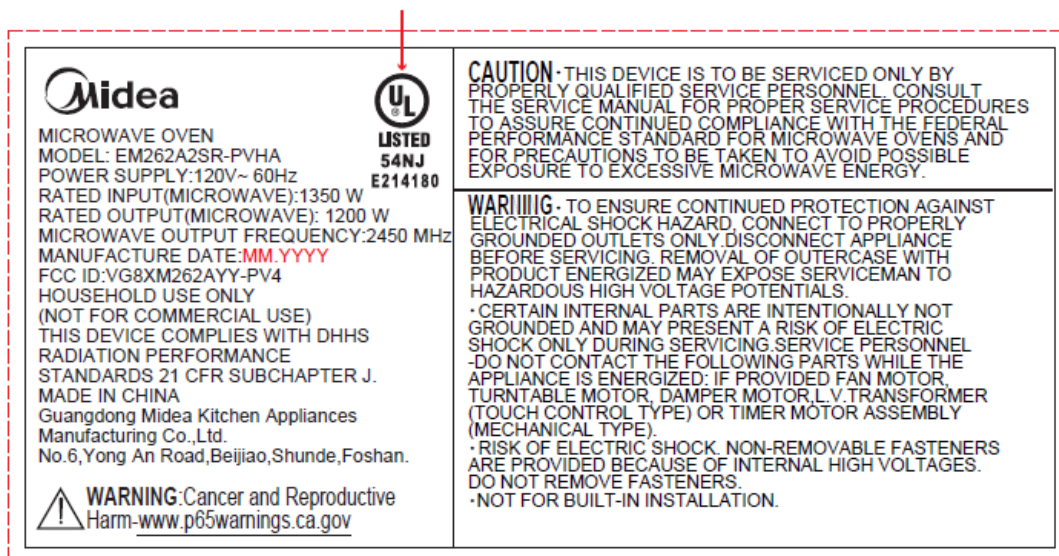 Midea
MICROWAVE OVEN
MODEL: EM262A2SR-PVHA
POWER SUPPLY:120V~ 60Hz
RATED INPUT(MICROWAVE):1350 W
RATED OUTPUT(MICROWAVE): 1200 W
MICROWAVE OUTPUT FREQUENCY:2450 MHz
MANUFACTURE DATE:MM.YYYY
FCC ID:VG8XM262AYY-PV4
HOUSEHOLD USE ONLY
(NOT FOR COMMERCIAL USE)
THIS DEVICE COMPLIES WITH DHHS
RADIATION PERFORMANCE
STANDARDS 21 CFR SUBCHAPTER J.
MADE IN CHINA
Guangdong Midea Kitchen Appliances
Manufacturing Co.,Ltd.
No.6,Yong An Road,Beijiao,Shunde,Foshan.
WARNING:Cancer and Reproductive
Harm-www.p65warnings.ca.gov
UL
®
LISTED
54NJ
E214180
CAUTION·THIS DEVICE IS TO BE SERVICED ONLY BY
PROPERLY QUALIFIED SERVICE PERSONNEL. CONSULT
THE SERVICE MANUAL FOR PROPER SERVICE PROCEDURES
TO ASSURE CONTINUED COMPLIANCE WITH THE FEDERAL
PERFORMANCE STANDARD FOR MICROWAVE OVENS AND
FOR PRECAUTIONS TO BE TAKEN TO AVOID POSSIBLE
EXPOSURE TO EXCESSIVE MICROWAVE ENERGY.
WARIIIIIG· TO ENSURE CONTINUED PROTECTION AGAINST
ELECTRICAL SHOCK HAZARD, CONNECT TO PROPERLY
GROUNDED OUTLETS ONLY.DISCONNECT APPLIANCE
BEFORE SERVICING. REMOVAL OF OUTERCASE WITH
PRODUCT ENERGIZED MAY EXPOSE SERVICEMAN TO
HAZARDOUS HIGH VOLTAGE POTENTIALS.
·CERTAIN INTERNAL PARTS ARE INTENTIONALLY NOT
GROUNDED AND MAY PRESENT A RISK OF ELECTRIC
SHOCK ONLY DURING SERVICING.SERVICE PERSONNEL
-DO NOT CONTACT THE FOLLOWING PARTS WHILE THE
APPLIANCE IS ENERGIZED: IF PROVIDED FAN MOTOR,
TURNTABLE MOTOR, DAMPER MOTOR,L.V.TRANSFORMER
(TOUCH CONTROL TYPE) OR TIMER MOTOR ASSEMBLY
(MECHANICAL TYPE).
·RISK OF ELECTRIC SHOCK. NON-REMOVABLE FASTENERS
ARE PROVIDED BECAUSE OF INTERNAL HIGH VOLTAGES.
DO NOT REMOVE FASTENERS.
·NOT FOR BUILT-IN INSTALLATION.